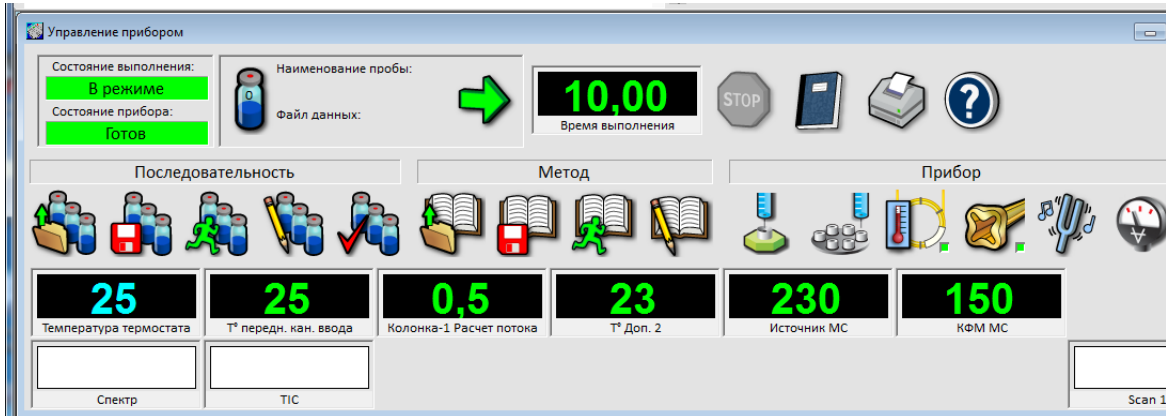 Управление прибором
Состояние выполнения:
В режиме
Состояние прибора:
Готов
0
Наименование пробы:
Файл данных:
10,00
Время выполнения
STOP
?
Последовательность
Метод
Прибор
25
Температура термостата
25
T° передн. кан. ввода
0,5
Колонка-1 Расчет потока
23
T° Доп. 2
230
Источник МС
150
КФМ МС
Спектр
TIC
Scan 1